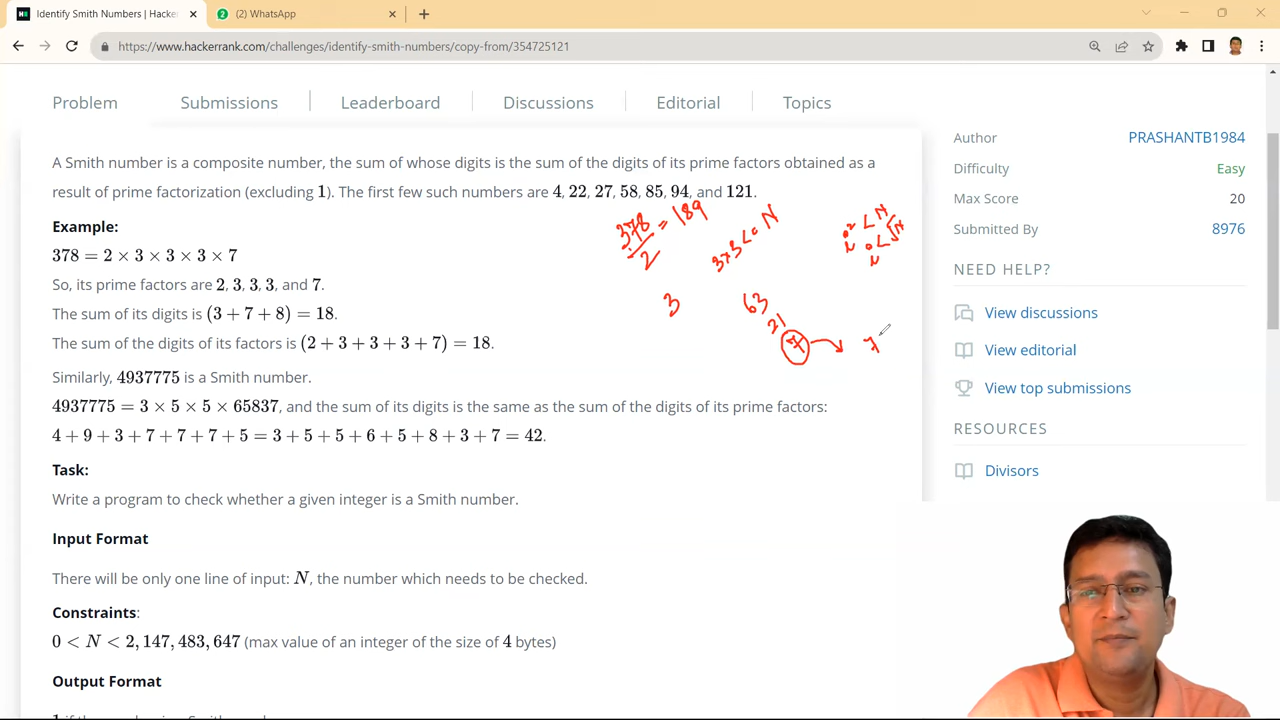 Identify Smith Numbers | Hacker
(2) WhatsApp
https://www.hackerrank.com/challenges/identify-smith-numbers/copy-from/354725121
Problem Submissions Leaderboard Discussions Editorial Topics
A Smith number is a composite number, the sum of whose digits is the sum of the digits of its prime factors obtained as a
result of prime factorization (excluding 1). The first few such numbers are 4, 22, 27, 58, 85, 94, and 121.
Example:
378 = 2 × 3 × 3 × 3 × 7
So, its prime factors are 2, 3, 3, 3, and 7.
The sum of its digits is (3 + 7 + 8) = 18.
The sum of the digits of its factors is (2 + 3 + 3 + 3 + 7) = 18.
Similarly, 4937775 is a Smith number.
4937775 = 3 × 5 × 5 × 65837, and the sum of its digits is the same as the sum of the digits of its prime factors:
4 + 9 + 3 + 7 + 7 + 7 + 5 = 3 + 5 + 5 + 6 + 5 + 8 + 3 + 7 = 42.
Task:
Write a program to check whether a given integer is a Smith number.
Input Format
There will be only one line of input: N, the number which needs to be checked.
Constraints:
0 < N < 2,147,483,647 (max value of an integer of the size of 4 bytes)
Output Format
378/2 = 189
3×3 <= N
3
63
21
7
7
Author PRASHANTB1984
Difficulty Easy
Max Score 20
Submitted By 8976
NEED HELP?
View discussions
View editorial
View top submissions
RESOURCES
Divisors